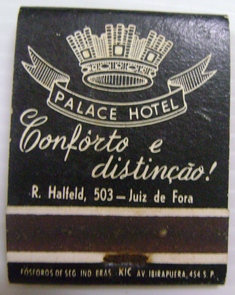 PALACE HOTEL
Confôrto e
distinção!
R. Halfeld, 503 — Juiz de Fora
FÓSFOROS DE SEG. IND. BRAS. KIC AV. IBIRAPUERA, 454 S.P.